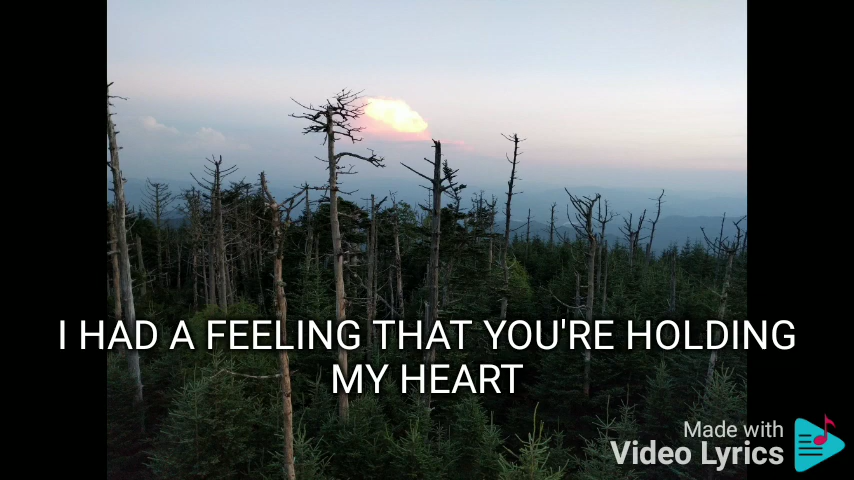 I HAD A FEELING THAT YOU'RE HOLDING
MY HEART
Made with
Video Lyrics